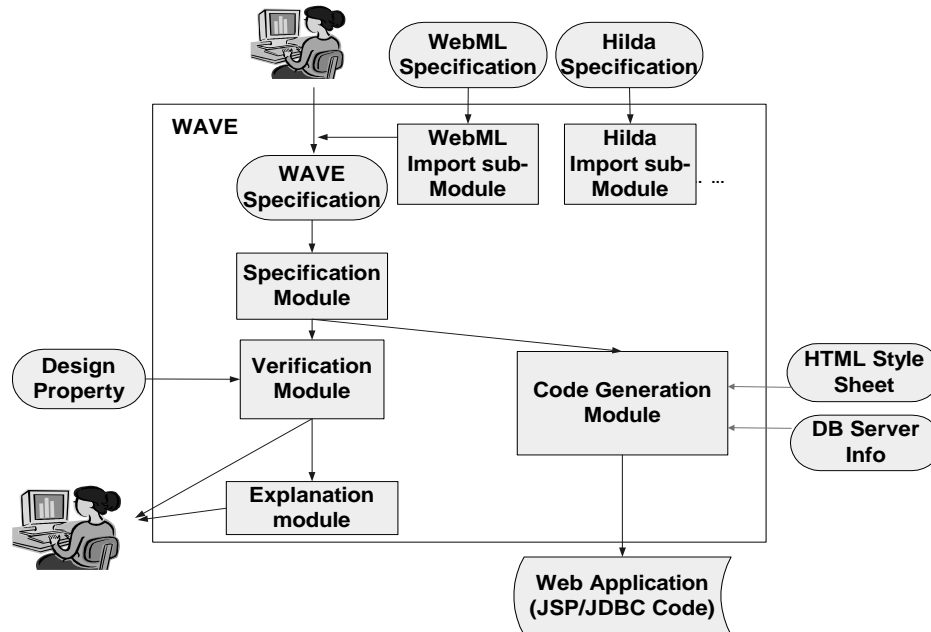 WebML
Specification
Hilda
Specification
WAVE
WebML
Import sub-
Module
Hilda
Import sub-
Module
. ...
WAVE
Specification
Specification
Module
Design
Property
Verification
Module
Code Generation
Module
HTML Style
Sheet
DB Server
Info
Explanation
module
Web Application
(JSP/JDBC Code)